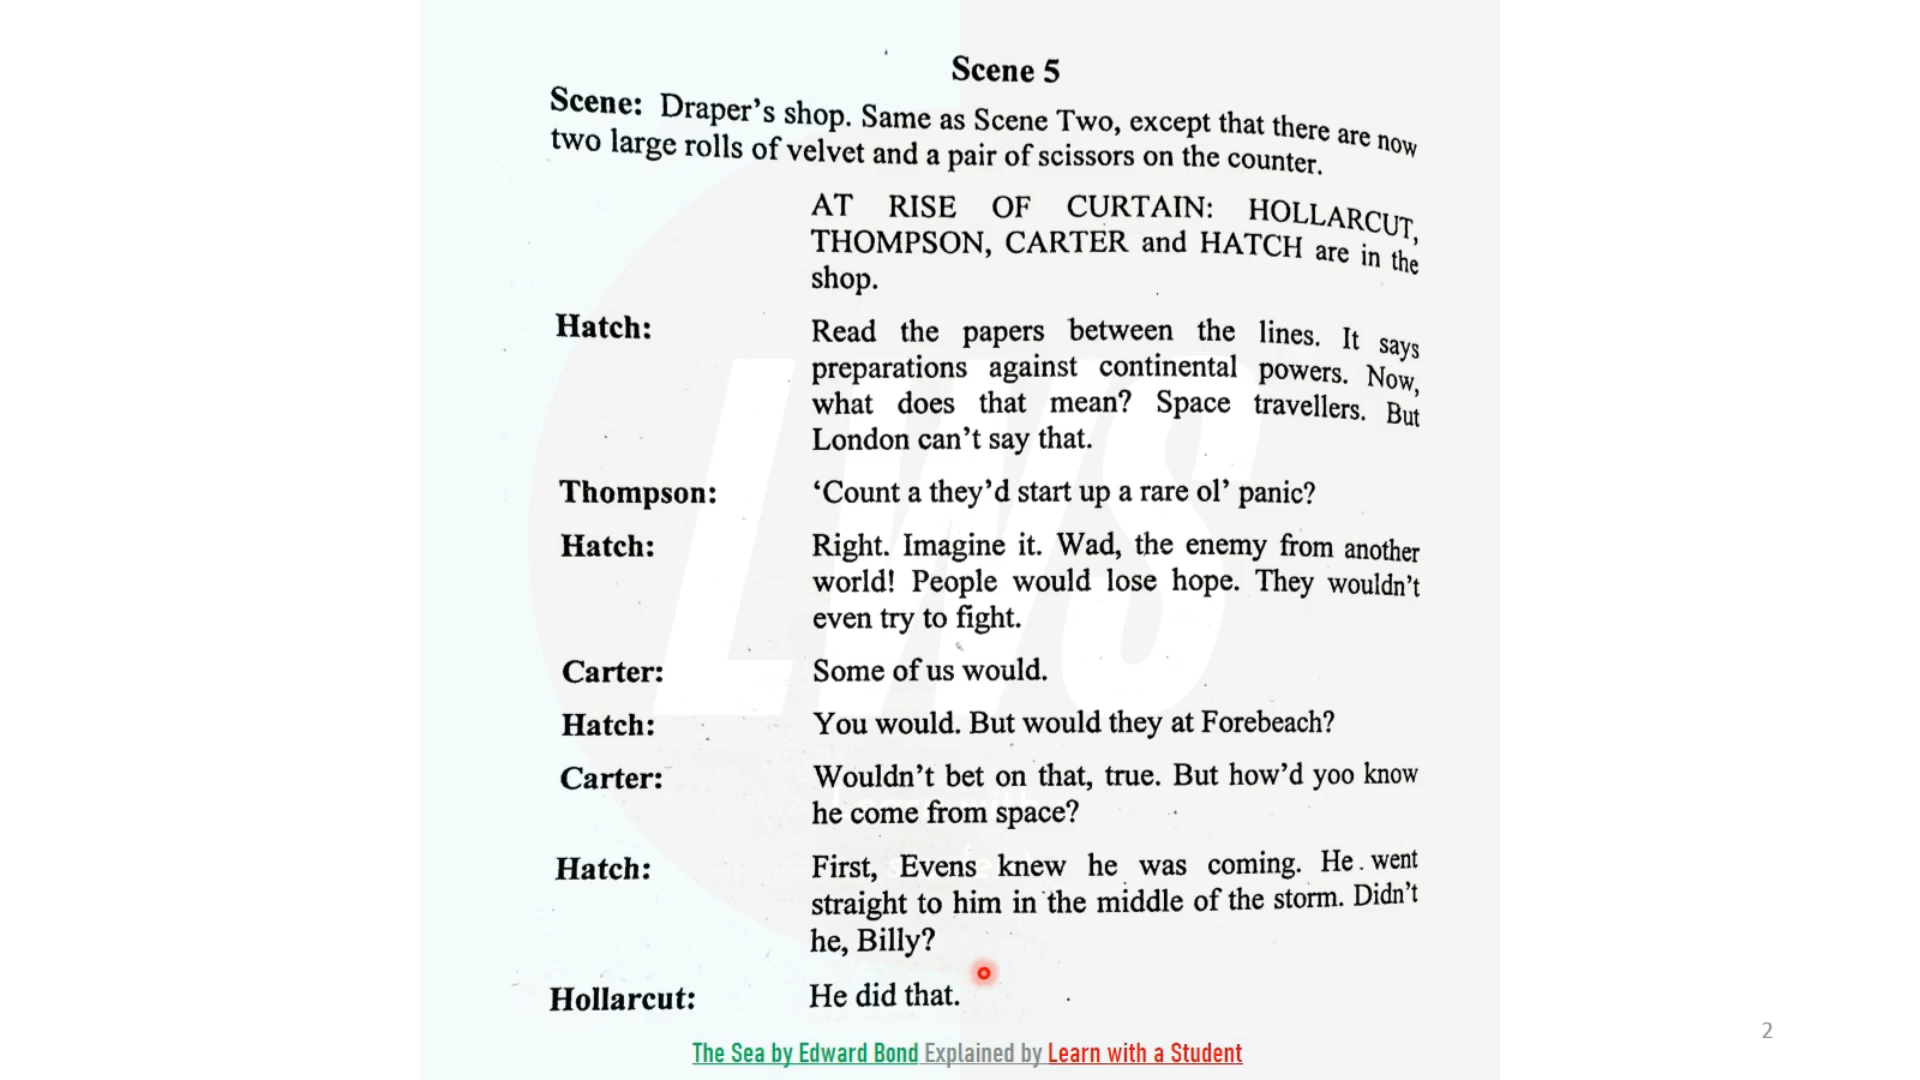 Scene 5
Scene: Draper's shop. Same as Scene Two, except that there are now
two large rolls of velvet and a pair of scissors on the counter.
AT RISE OF CURTAIN: HOLLARCUT,
THOMPSON, CARTER and HATCH are in the
shop.
Hatch: Read the papers between the lines. It says
preparations against continental powers. Now,
what does that mean? Space travellers. But
London can't say that.
Thompson: 'Count a they'd start up a rare ol' panic?
Hatch: Right. Imagine it. Wad, the enemy from another
world! People would lose hope. They wouldn't
even try to fight.
Carter: Some of us would.
Hatch: You would. But would they at Forebeach?
Carter: Wouldn't bet on that, true. But how'd yoo know
he come from space?
Hatch: First, Evens knew he was coming. He went
straight to him in the middle of the storm. Didn't
he, Billy?
Hollarcut: He did that.
The Sea by Edward Bond Explained by Learn with a Student
2
LWS